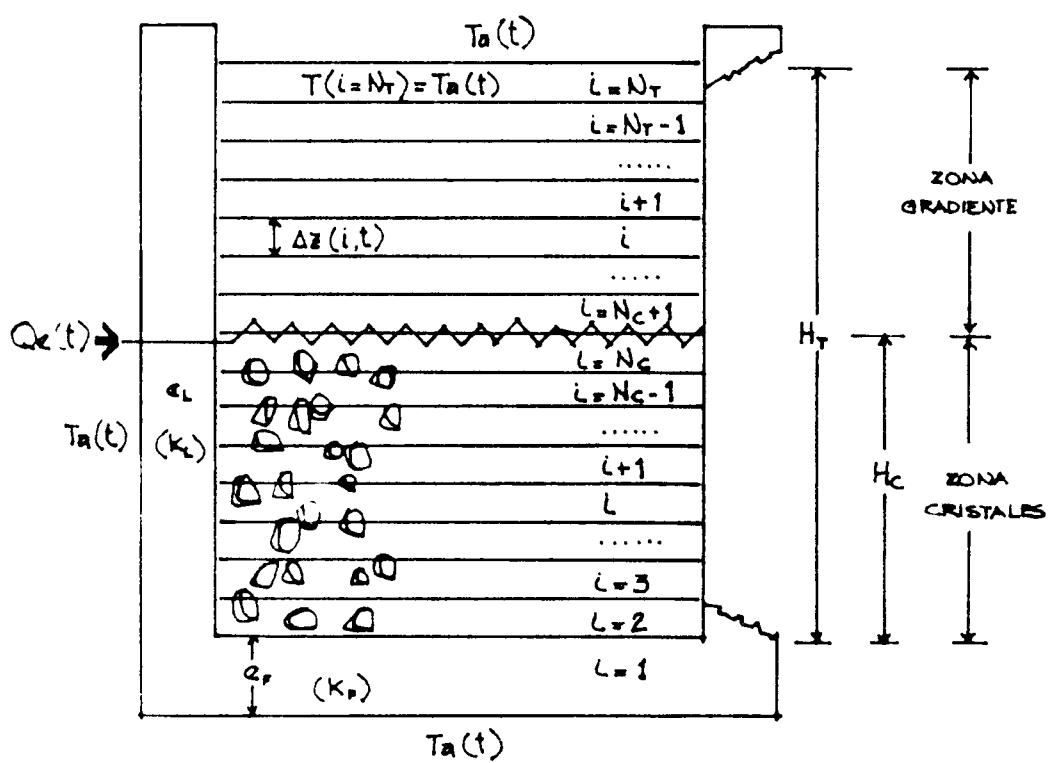 Ta(t)
T(i=NT)=Ta(t)
i=NT
i=NT-1
......
i+1
Δz(i,t)
i
.....
i=NC+1
Qe'(t)
i=NC
i=NC-1
......
eL
(KL)
Ta(t)
i+1
i
......
i=3
i=2
i=1
eF
(KF)
Ta(t)
HT
HC
ZONA
GRADIENTE
ZONA
CRISTALES